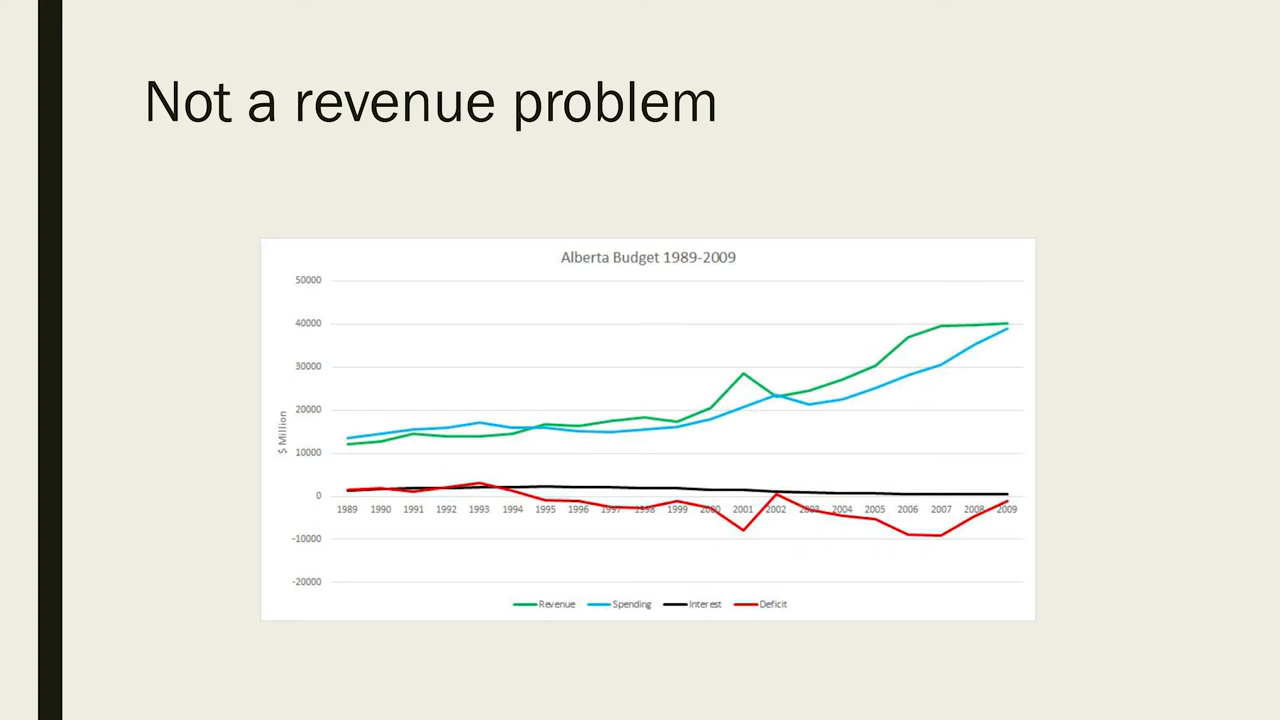 Not a revenue problem
Alberta Budget 1989-2009
50000
40000
30000
20000
10000
0
-10000
-20000
$ Million
1989 1990 1991 1992 1993 1994 1995 1996 1997 1998 1999 2000 2001 2002 2003 2004 2005 2006 2007 2008 2009
Revenue Spending Interest Deficit